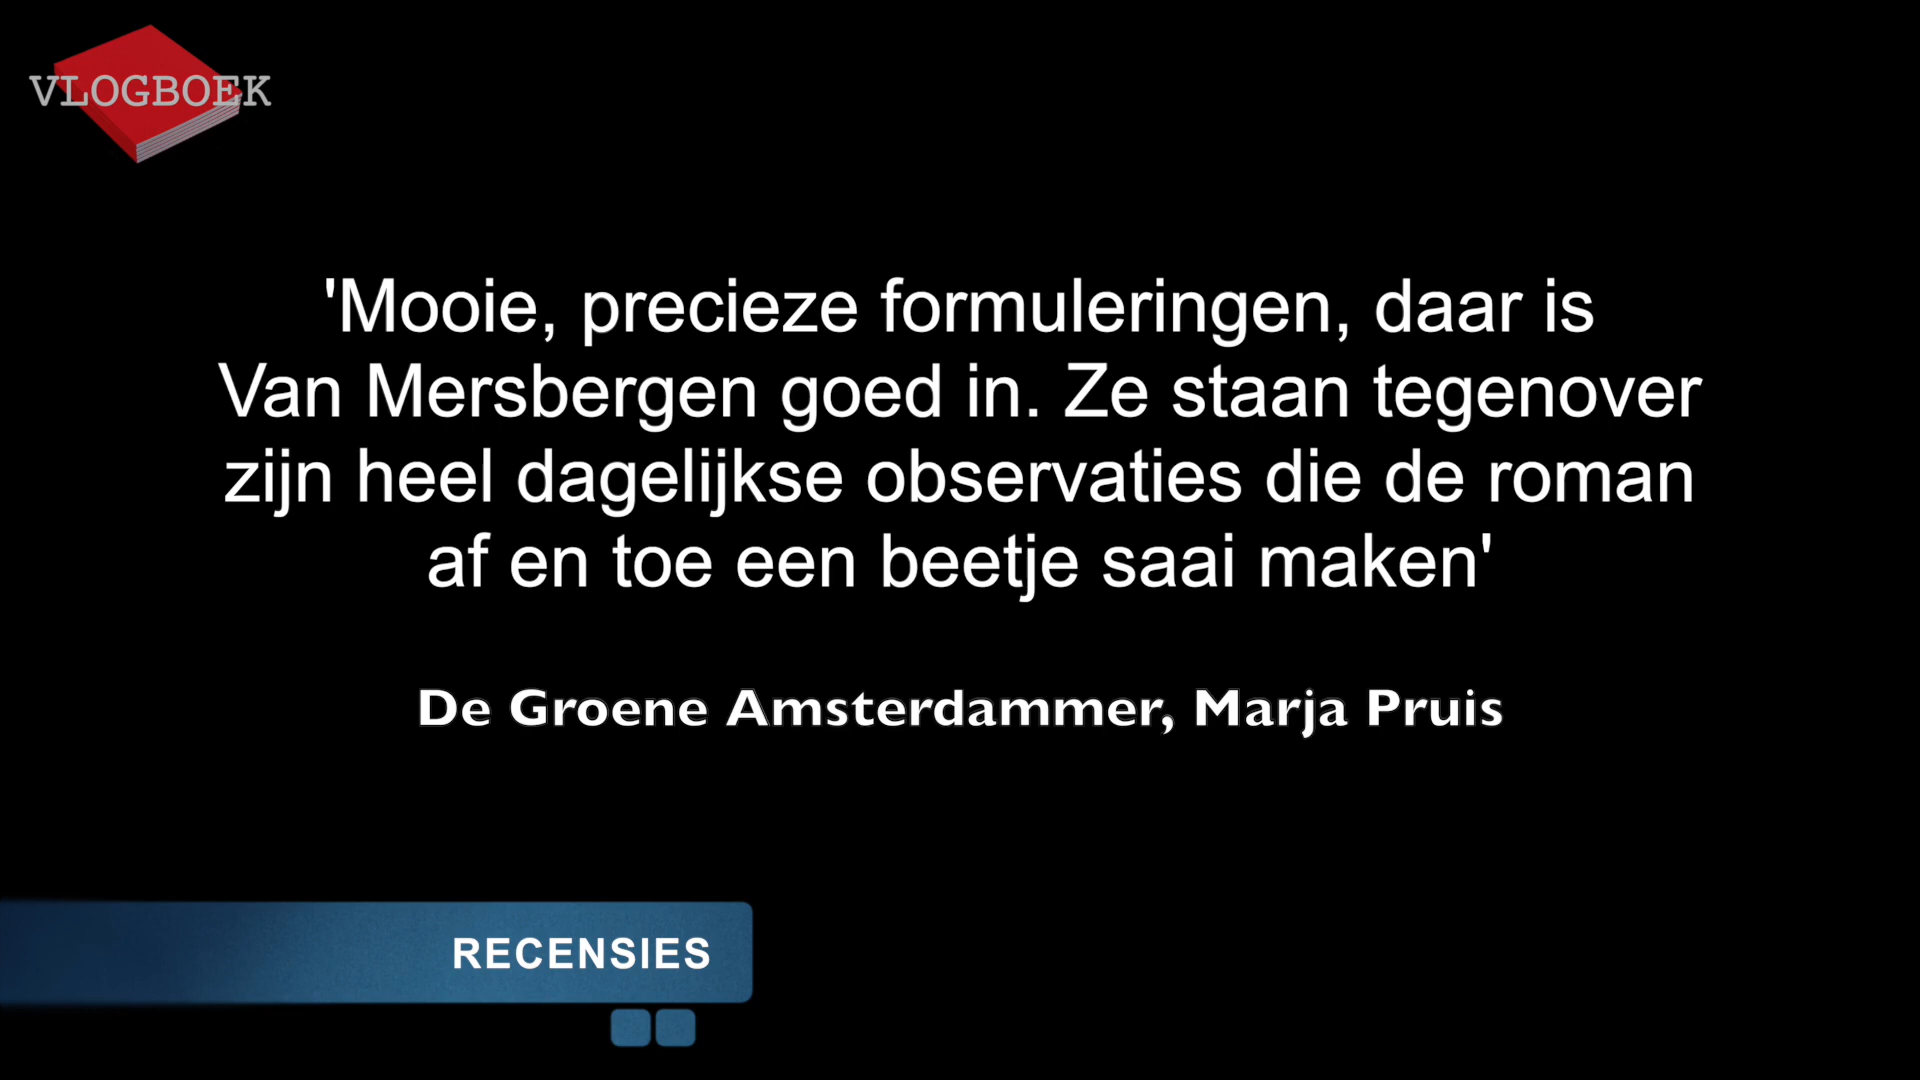 VLOGBOEK
'Mooie, precieze formuleringen, daar is
Van Mersbergen goed in. Ze staan tegenover
zijn heel dagelijkse observaties die de roman
af en toe een beetje saai maken'
De Groene Amsterdammer, Marja Pruis
RECENSIES